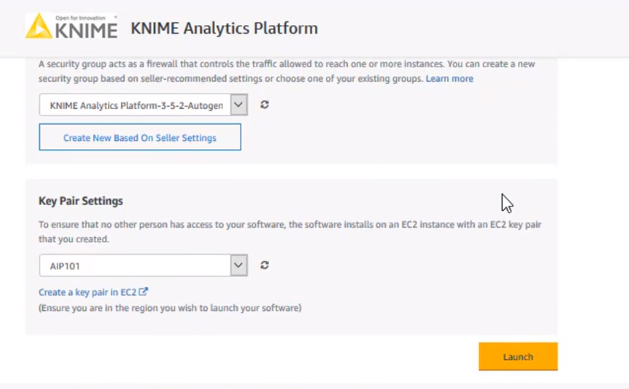 Open for Innovation
KNIME
KNIME Analytics Platform
A security group acts as a firewall that controls the traffic allowed to reach one or more instances. You can create a new
security group based on seller-recommended settings or choose one of your existing groups. Learn more
KNIME Analytics Platform-3-5-2-Autogen
Create New Based On Seller Settings
Key Pair Settings
To ensure that no other person has access to your software, the software installs on an EC2 instance with an EC2 key pair
that you created.
AIP101
Create a key pair in EC2
(Ensure you are in the region you wish to launch your software)
Launch